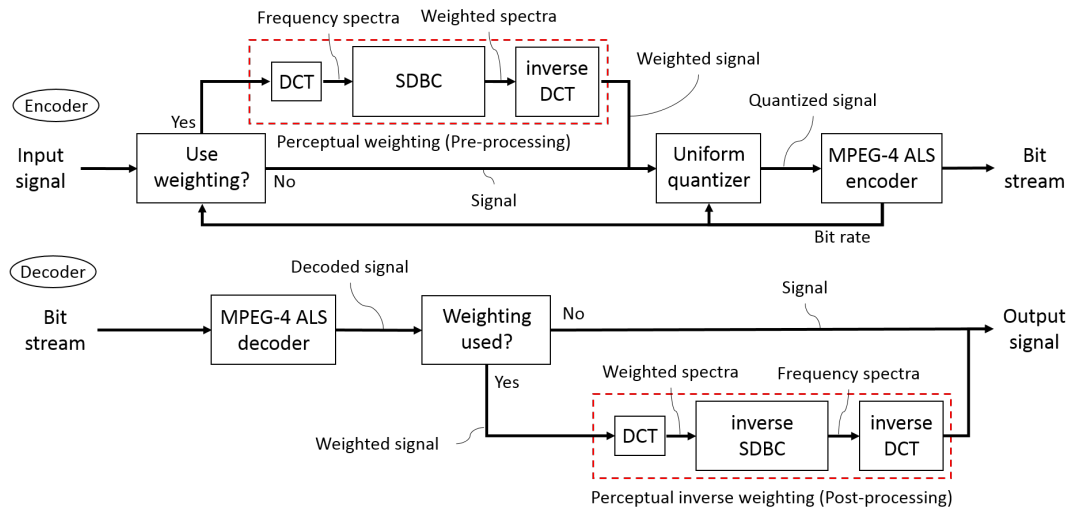 Frequency spectra
Weighted spectra
Weighted signal
DCT
SDBC
inverse
DCT
Encoder
Yes
Perceptual weighting (Pre-processing)
Quantized signal
Input
signal
Use
weighting?
No
Signal
Uniform
quantizer
MPEG-4 ALS
encoder
Bit
stream
Bit rate
Decoder
Decoded signal
Signal
Bit
stream
MPEG-4 ALS
decoder
Weighting
used?
No
Output
signal
Yes
Weighted spectra
Frequency spectra
Weighted signal
DCT
inverse
SDBC
inverse
DCT
Perceptual inverse weighting (Post-processing)